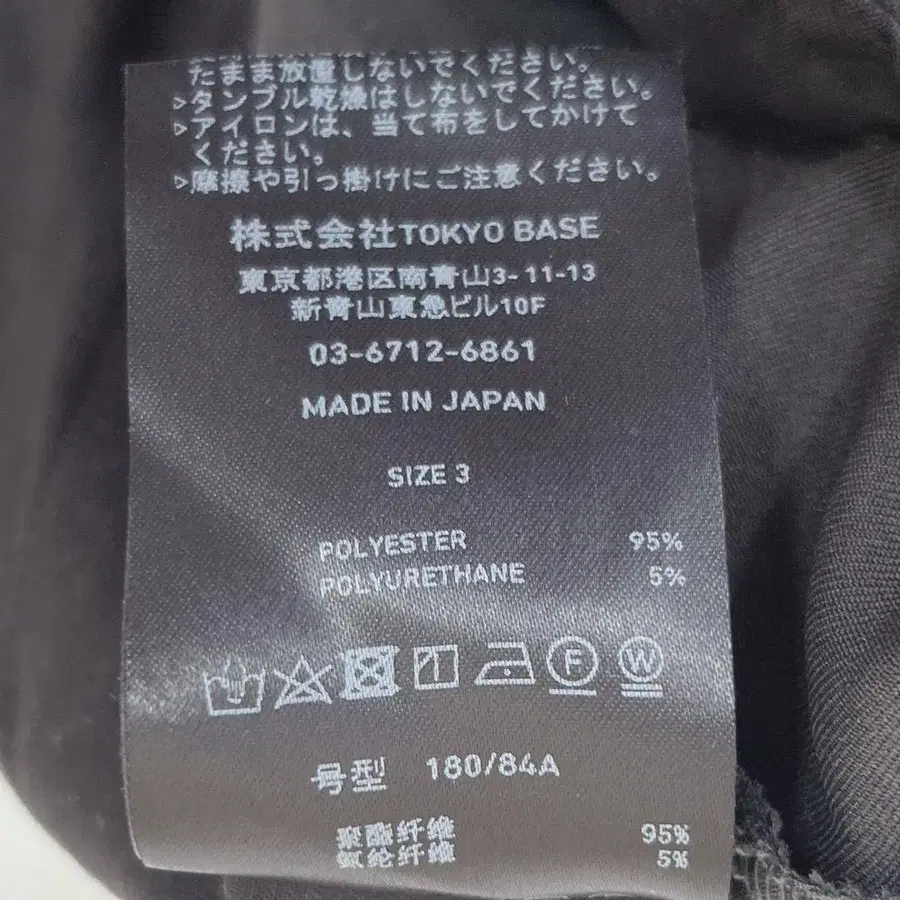 たまま放置しないでください。
▷タンブル乾燥はしないでください。
▷アイロンは、当て布をしてかけて
ください。
▷摩擦や引っ掛けにご注意ください。
株式会社TOKYO BASE
東京都港区南青山3-11-13
新青山東急ビル10F
03-6712-6861
MADE IN JAPAN
SIZE 3
POLYESTER 95%
POLYURETHANE 5%
F W
号型 180/84A
聚酯纤维 95%
氨纶纤维 5%